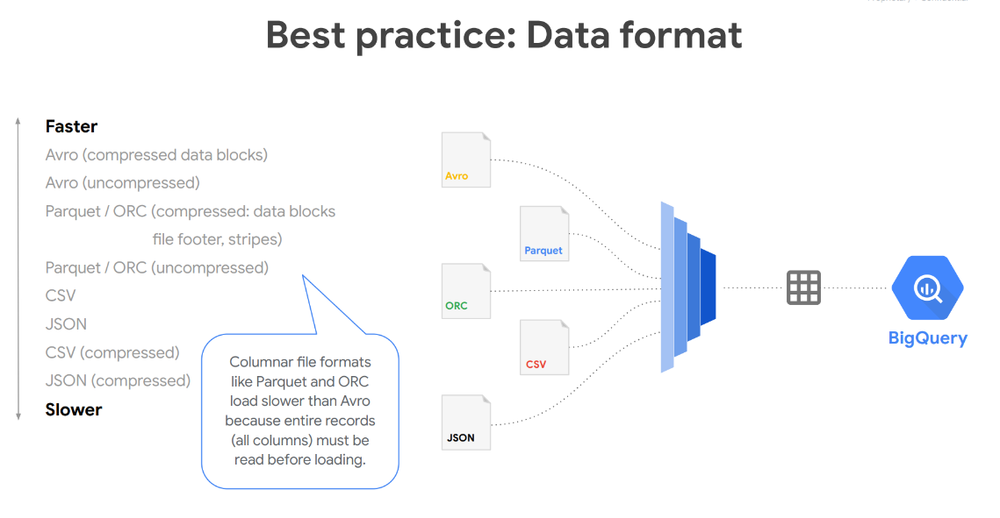 Proprietary + Confidential
Best practice: Data format
Faster
Avro (compressed data blocks)
Avro (uncompressed)
Parquet / ORC (compressed: data blocks
file footer, stripes)
Parquet / ORC (uncompressed)
CSV
JSON
CSV (compressed)
JSON (compressed)
Slower
Columnar file formats
like Parquet and ORC
load slower than Avro
because entire records
(all columns) must be
read before loading.
Avro
Parquet
ORC
CSV
JSON
BigQuery